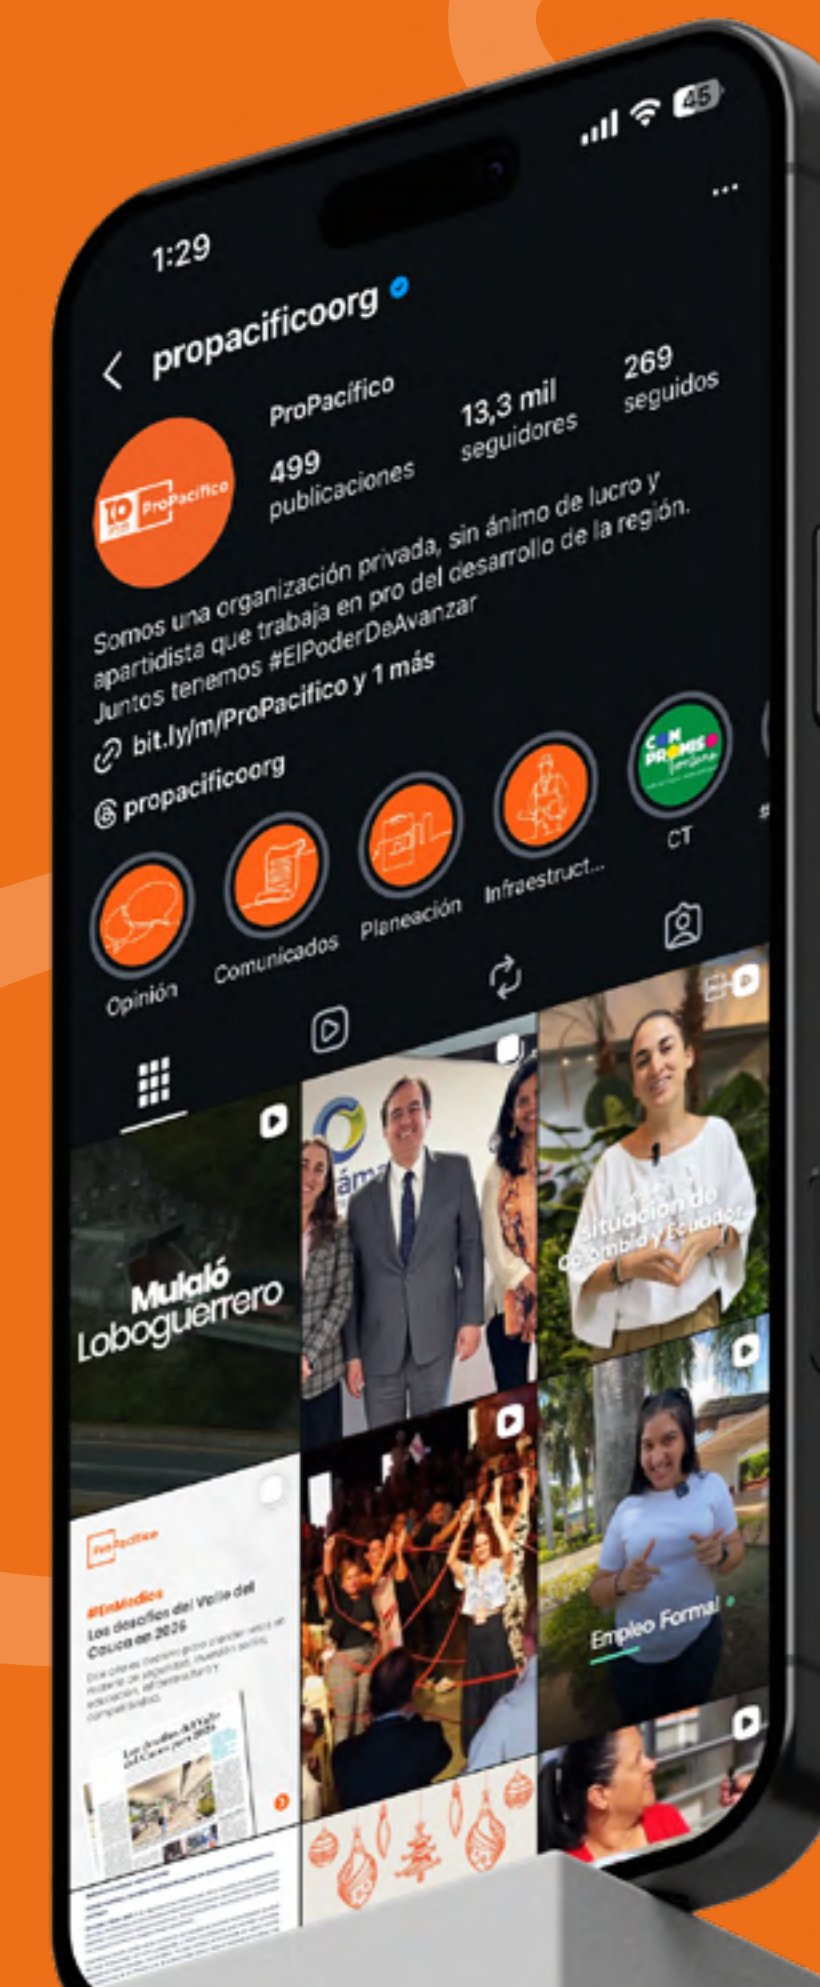 1:29
45
propacificoorg
ProPacífico
499
publicaciones
13,3 mil
seguidores
269
seguidos
10
ProPacífico
Somos una organización privada, sin ánimo de lucro y
apartidista que trabaja en pro del desarrollo de la región.
Juntos tenemos #ElPoderDeAvanzar
bit.ly/m/ProPacifico y 1 más
propacificoorg
COMPROMISO
Opinión
Comunicados
Planeación
Infraestruct...
CT
#
Mulaló
Loboguerrero
situación de
Colombia y Ecuador
ProPacífico
#EnMedios
Los desafíos del Valle del
Cauca en 2026
Empleo Formal